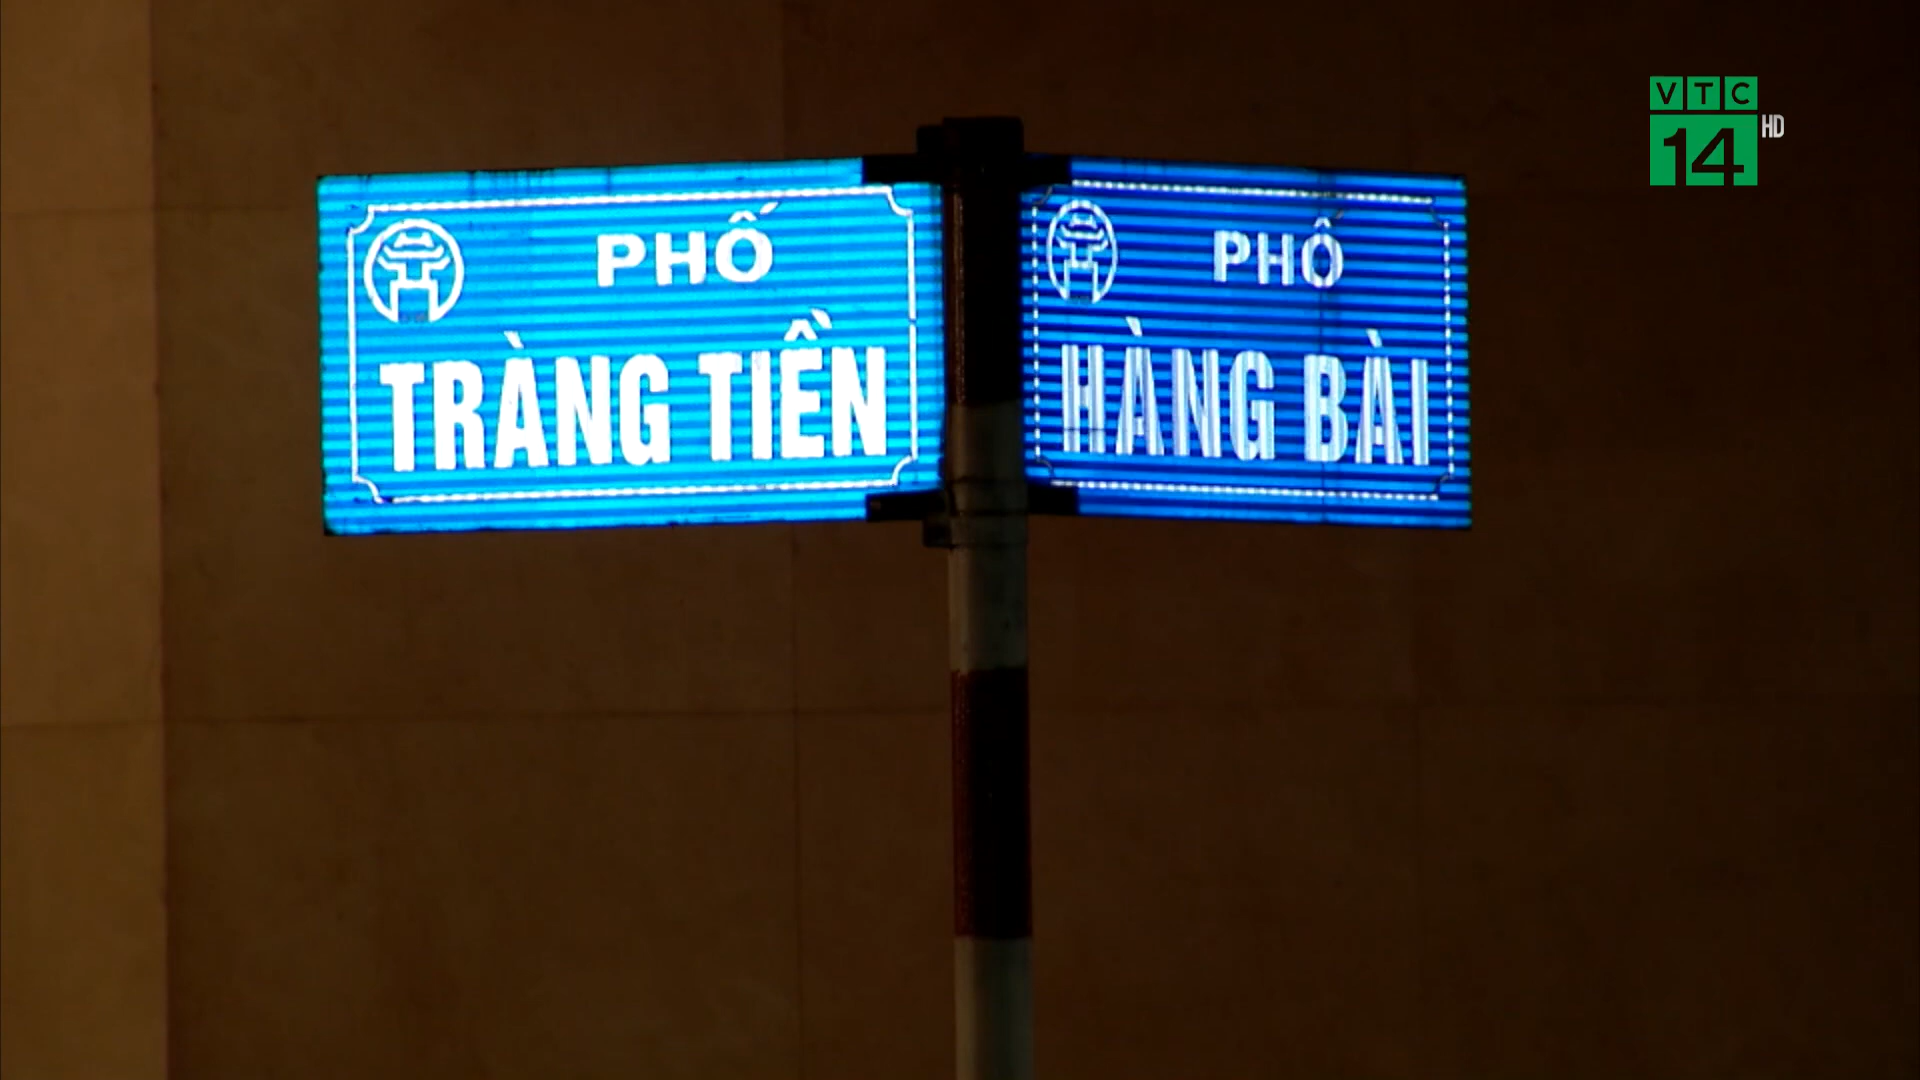 PHỐ
TRÀNG TIỀN
PHỐ
HÀNG BÀI
VTC
14
HD